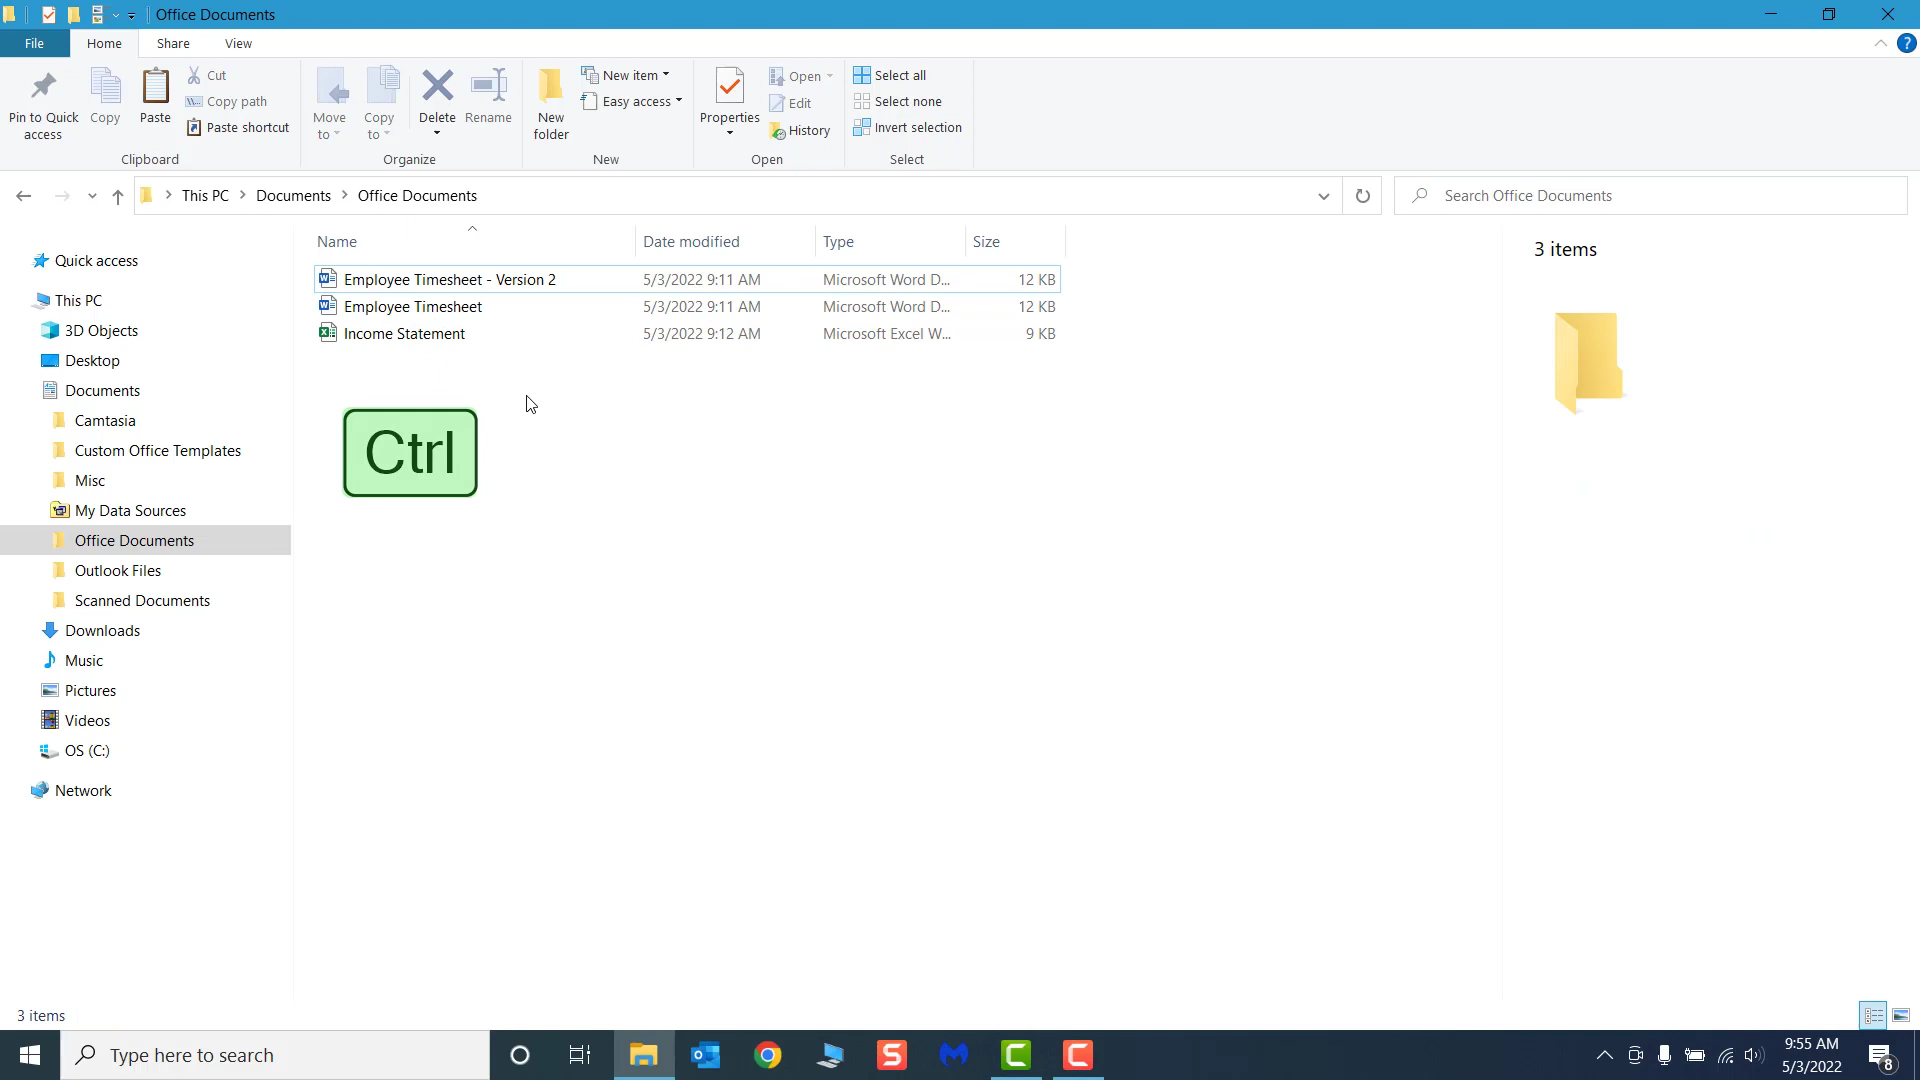 Office Documents
File Home Share View
Pin to Quick access
Copy
Paste
Cut
Copy path
Paste shortcut
Clipboard
Move to
Copy to
Delete
Rename
Organize
New folder
New item
Easy access
New
Properties
Open
Edit
History
Open
Select all
Select none
Invert selection
Select
This PC Documents Office Documents
Search Office Documents
Name Date modified Type Size
Employee Timesheet - Version 2 5/3/2022 9:11 AM Microsoft Word D... 12 KB
Employee Timesheet 5/3/2022 9:11 AM Microsoft Word D... 12 KB
Income Statement 5/3/2022 9:12 AM Microsoft Excel W... 9 KB
Ctrl
3 items
Quick access
This PC
3D Objects
Desktop
Documents
Camtasia
Custom Office Templates
Misc
My Data Sources
Office Documents
Outlook Files
Scanned Documents
Downloads
Music
Pictures
Videos
OS (C:)
Network
3 items
Type here to search
9:55 AM
5/3/2022
8